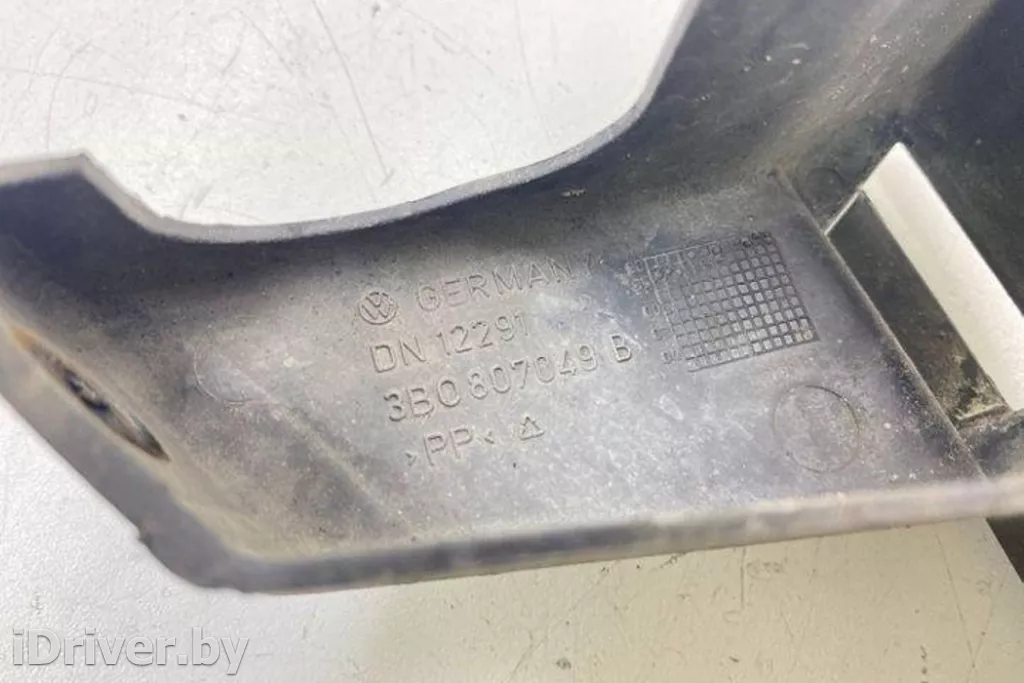 GERMANY
DN 12291
3B0 807049 B
>PP<
iDriver.by